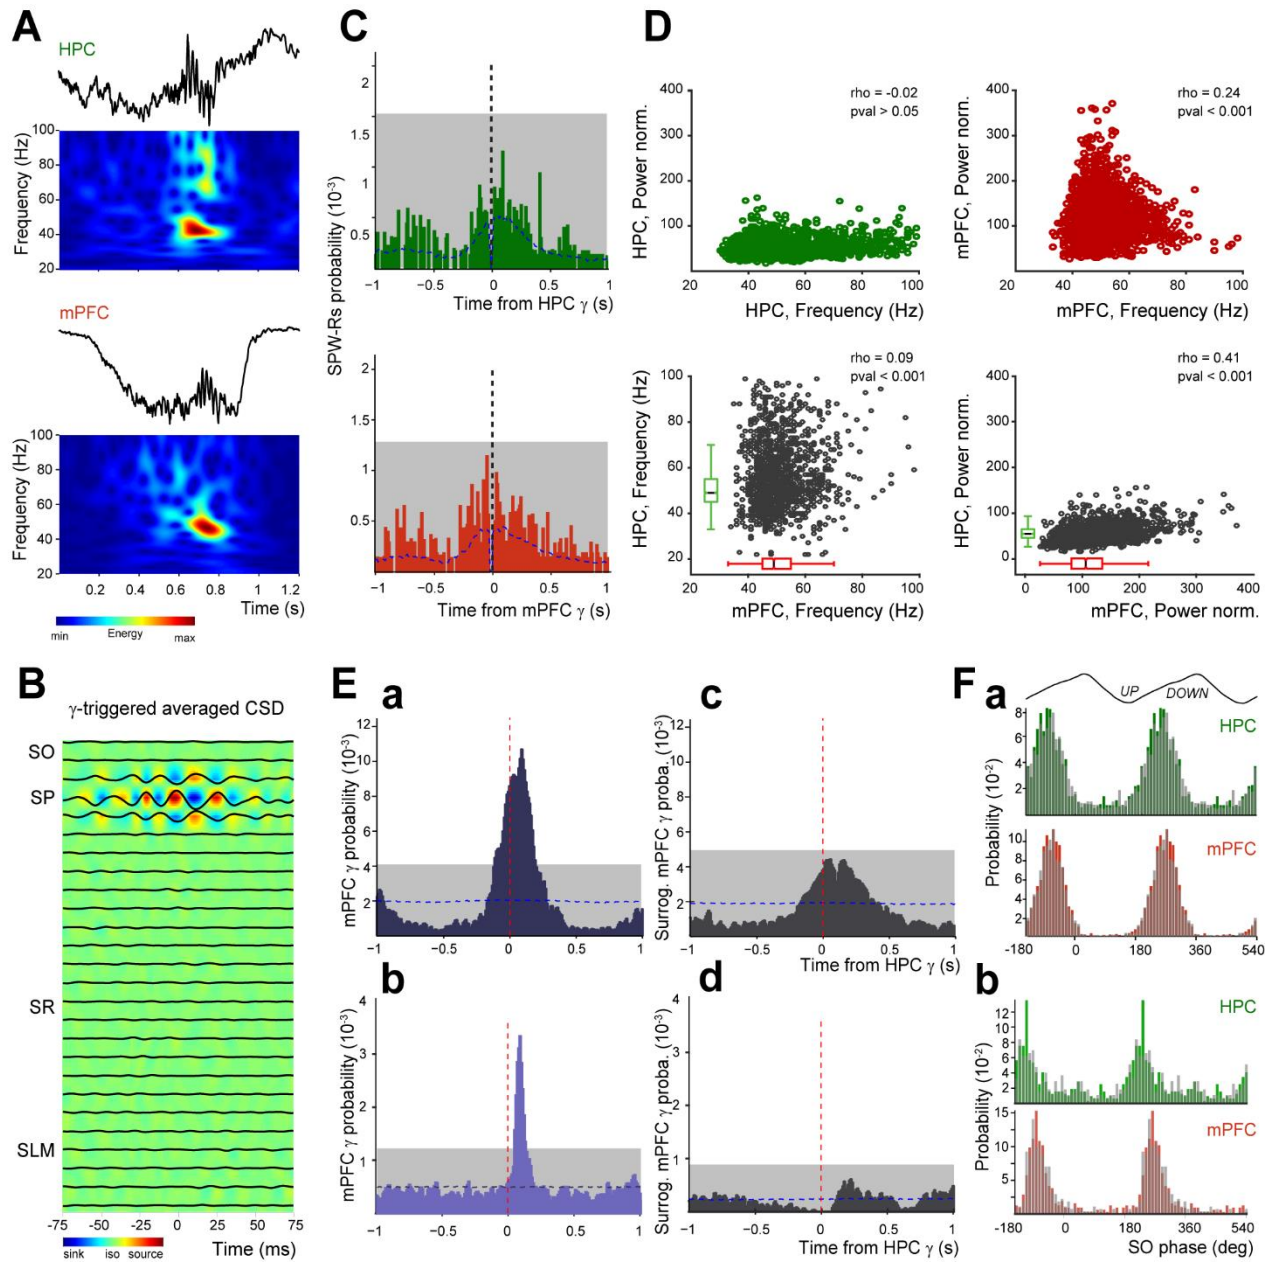 A
HPC
Frequency (Hz)
100
80
60
40
20
mPFC
Frequency (Hz)
100
80
60
40
20
0.2 0.4 0.6 0.8 1 1.2
Time (s)
min Energy max
B
γ-triggered averaged CSD
SO
SP
SR
SLM
-75 -50 -25 0 25 50 75
sink iso source
Time (ms)
C
SPW-Rs probability (10-3)
2
1.5
1
0.5
−1 −0.5 0 0.5 1
Time from HPC γ (s)
2
1.5
1
0.5
−1 −0.5 0 0.5 1
Time from mPFC γ (s)
D
HPC, Power norm.
400
300
200
100
rho = -0.02
pval > 0.05
20 40 60 80 100
HPC, Frequency (Hz)
mPFC, Power norn.
400
300
200
100
rho = 0.24
pval < 0.001
20 40 60 80 100
mPFC, Frequency (Hz)
HPC, Frequency (Hz)
100
80
60
40
20
rho = 0.09
pval < 0.001
20 40 60 80 100
mPFC, Frequency (Hz)
HPC, Power norm.
400
300
200
100
0
rho = 0.41
pval < 0.001
0 100 200 300 400
mPFC, Power norm.
E
a
mPFC γ probability (10-3)
12
10
8
6
4
2
−1 −0.5 0 0.5 1
c
Surrog. mPFC γ proba. (10-3)
12
10
8
6
4
2
−1 −0.5 0 0.5 1
Time from HPC γ (s)
b
mPFC γ probability (10-3)
4
3
2
1
−1 −0.5 0 0.5 1
d
Surrog. mPFC γ proba. (10-3)
4
3
2
1
−1 −0.5 0 0.5 1
Time from HPC γ (s)
F
a
UP DOWN
HPC
8
6
4
2
Probability (10-2)
mPFC
10
8
6
4
2
-180 0 180 360 540
b
HPC
12
10
8
6
4
2
Probability (10-2)
mPFC
15
10
5
-180 0 180 360 540
SO phase (deg)